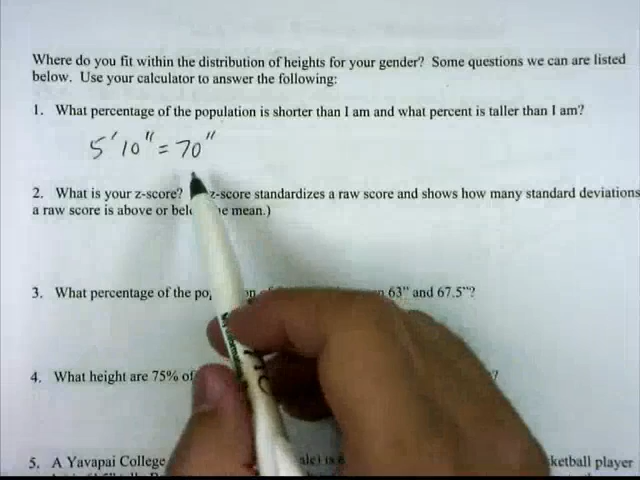 Where do you fit within the distribution of heights for your gender? Some questions we can are listed
below. Use your calculator to answer the following:
1. What percentage of the population is shorter than I am and what percent is taller than I am?
5'10" = 70"
2. What is your z-score? z-score standardizes a raw score and shows how many standard deviations
a raw score is above or mean.)
3. What percentage of the 63" and 67.5"?
4. What height are 75% of
5. A Yavapai College ketball player